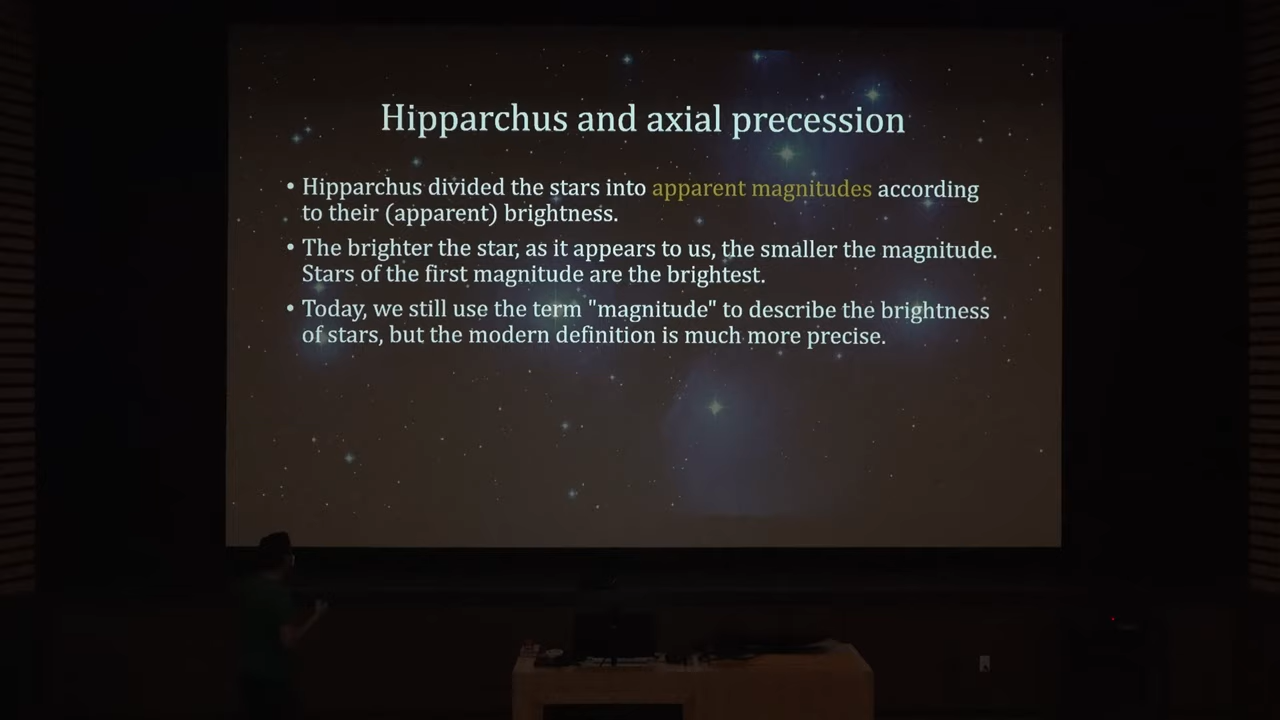 Hipparchus and axial precession
• Hipparchus divided the stars into apparent magnitudes according
to their (apparent) brightness.
• The brighter the star, as it appears to us, the smaller the magnitude.
Stars of the first magnitude are the brightest.
• Today, we still use the term "magnitude" to describe the brightness
of stars, but the modern definition is much more precise.